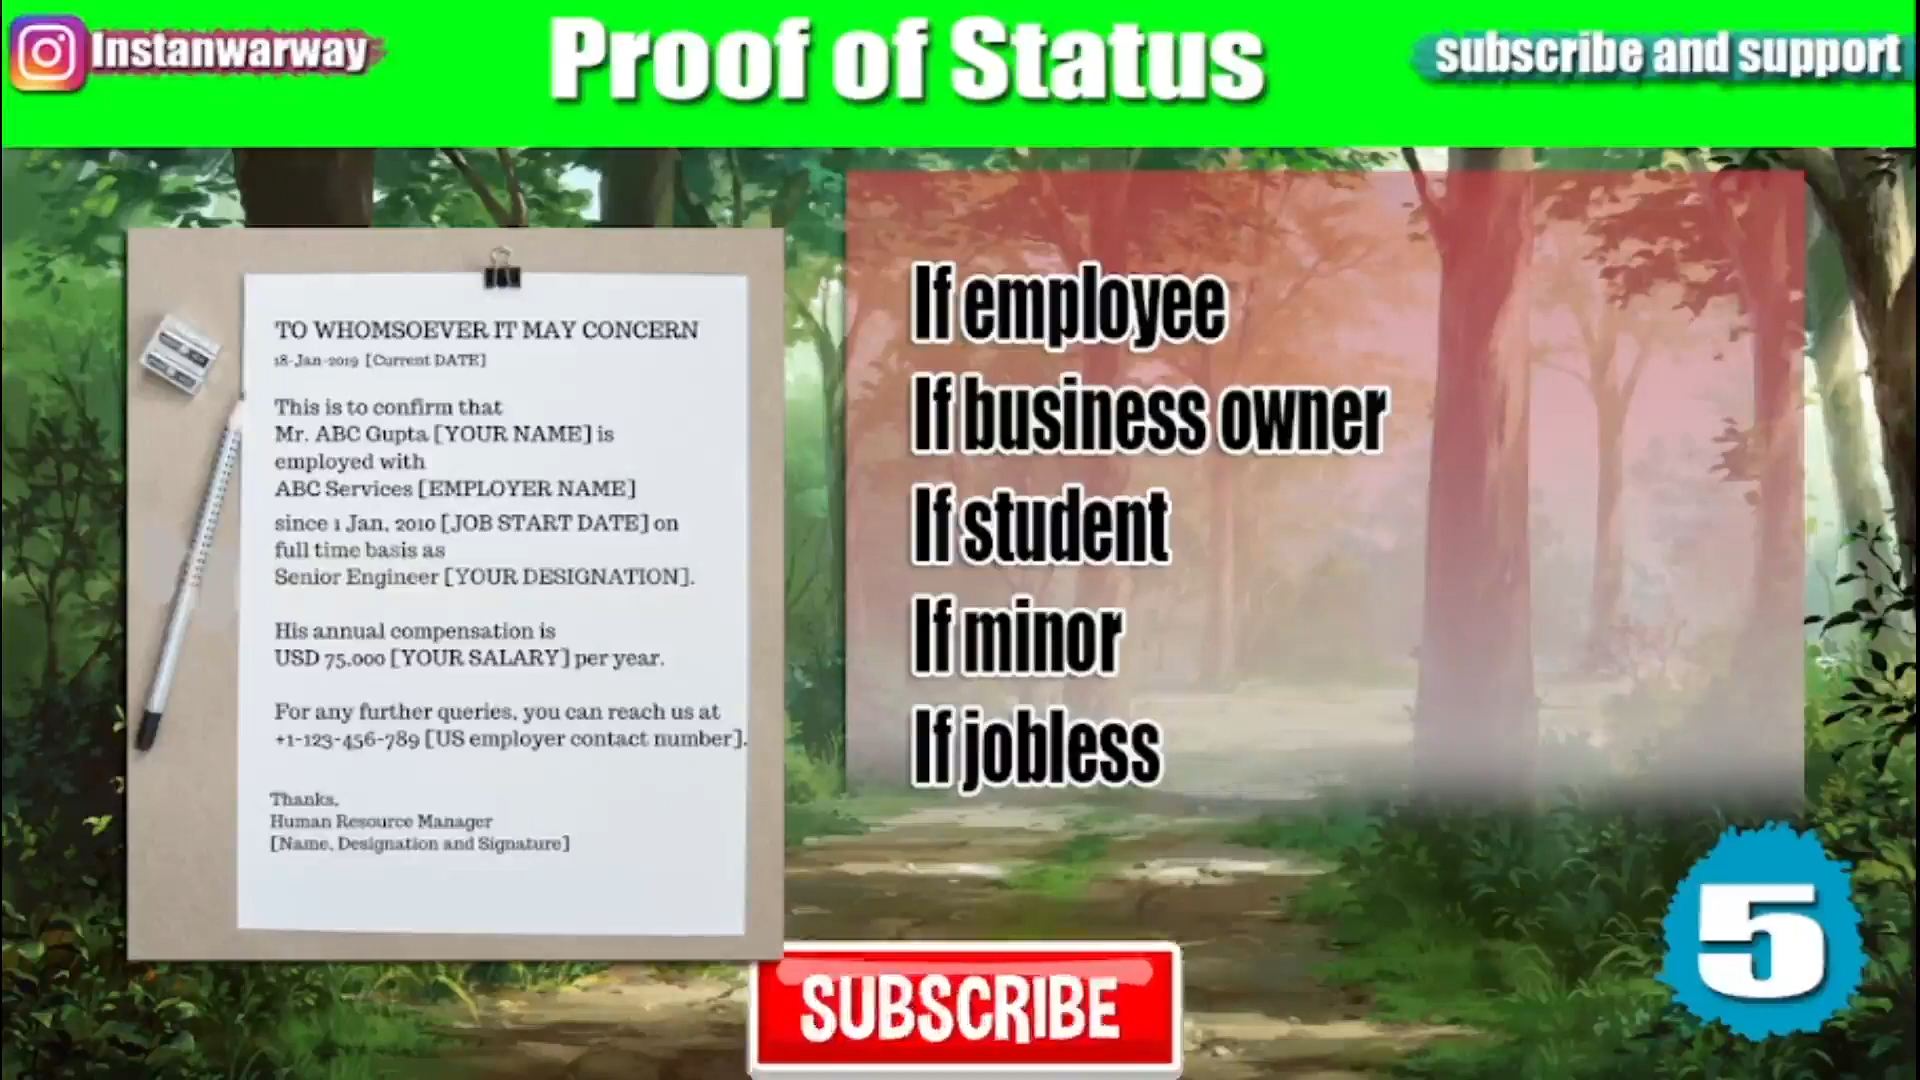 Instanwarway
Proof of Status
subscribe and support
TO WHOMSOEVER IT MAY CONCERN
18-Jan-2019 [Current DATE]
This is to confirm that
Mr. ABC Gupta [YOUR NAME] is
employed with
ABC Services [EMPLOYER NAME]
since 1 Jan, 2010 [JOB START DATE] on
full time basis as
Senior Engineer [YOUR DESIGNATION].
His annual compensation is
USD 75.000 [YOUR SALARY] per year.
For any further queries, you can reach us at
+1-123-456-789 [US employer contact number].
Thanks,
Human Resource Manager
[Name, Designation and Signature]
If employee
If business owner
If student
If minor
If jobless
SUBSCRIBE
5